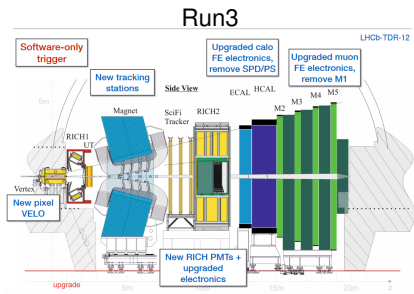 Run3
LHCb-TDR-12
Software-only
trigger
Upgraded calo
FE electronics,
remove SPD/PS
Upgraded muon
FE electronics,
remove M1
New tracking
stations
Side View
ECAL
HCAL
M2
M3
M4
M5
5m
Magnet
SciFi
Tracker
RICH2
RICH1
UT
Vertex
New pixel
VELO
New RICH PMTs +
upgraded
electronics
upgrade
5m
15m
20m
z